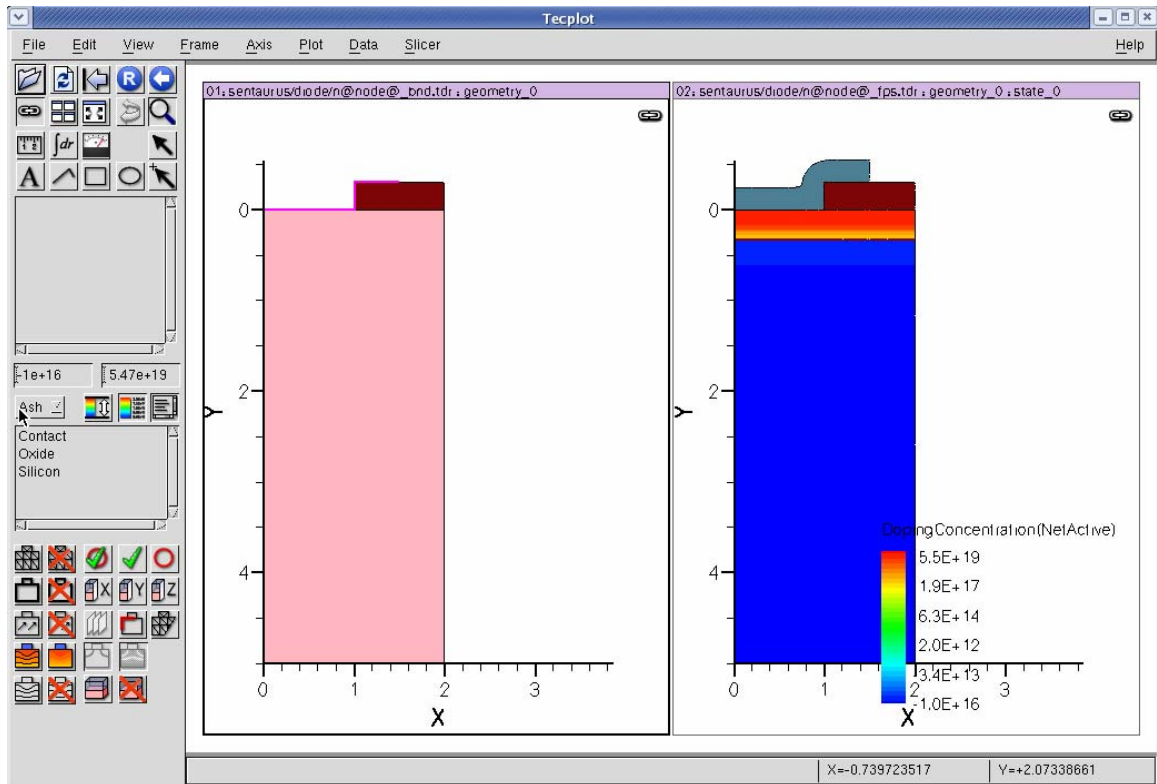 Tecplot
File Edit View Frame Axis Plot Data Slicer Help
R
1 2 ∫dr
A
-1e+16 5.47e+19
Ash
Contact
Oxide
Silicon
X Y Z
01: sentaurus/diode/n@node@_bnd.tdr : geometry_0
0
2
4
Y
0 1 2 3
X
02: sentaurus/diode/n@node@_fps.tdr : geometry_0 : state_0
0
2
4
Y
DopingConcentration(NetActive)
5.5E+19
1.9E+17
6.3E+14
2.0E+12
-3.4E+13
-1.0E+16
0 1 2 3
X
X=-0.739723517 Y=+2.07338661